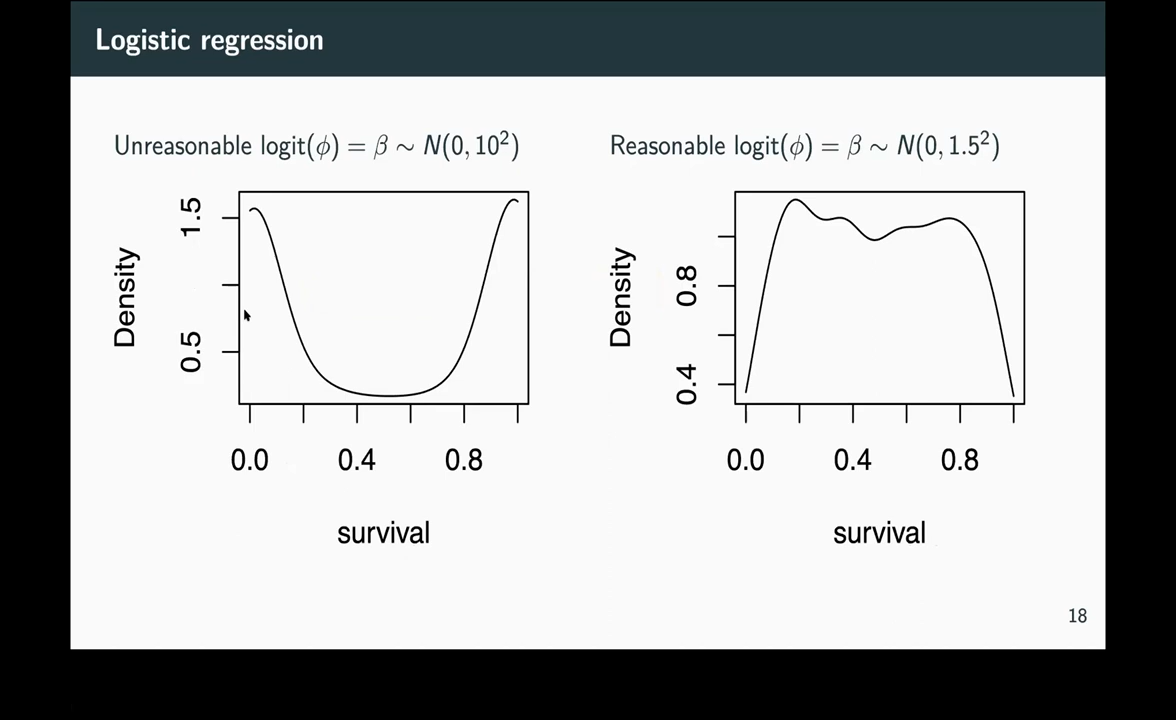 Logistic regression
Unreasonable logit(ϕ) = β ∼ N(0, 10²)
1.5
0.5
Density
0.0 0.4 0.8
survival
Reasonable logit(ϕ) = β ∼ N(0, 1.5²)
0.8
0.4
Density
0.0 0.4 0.8
survival
18